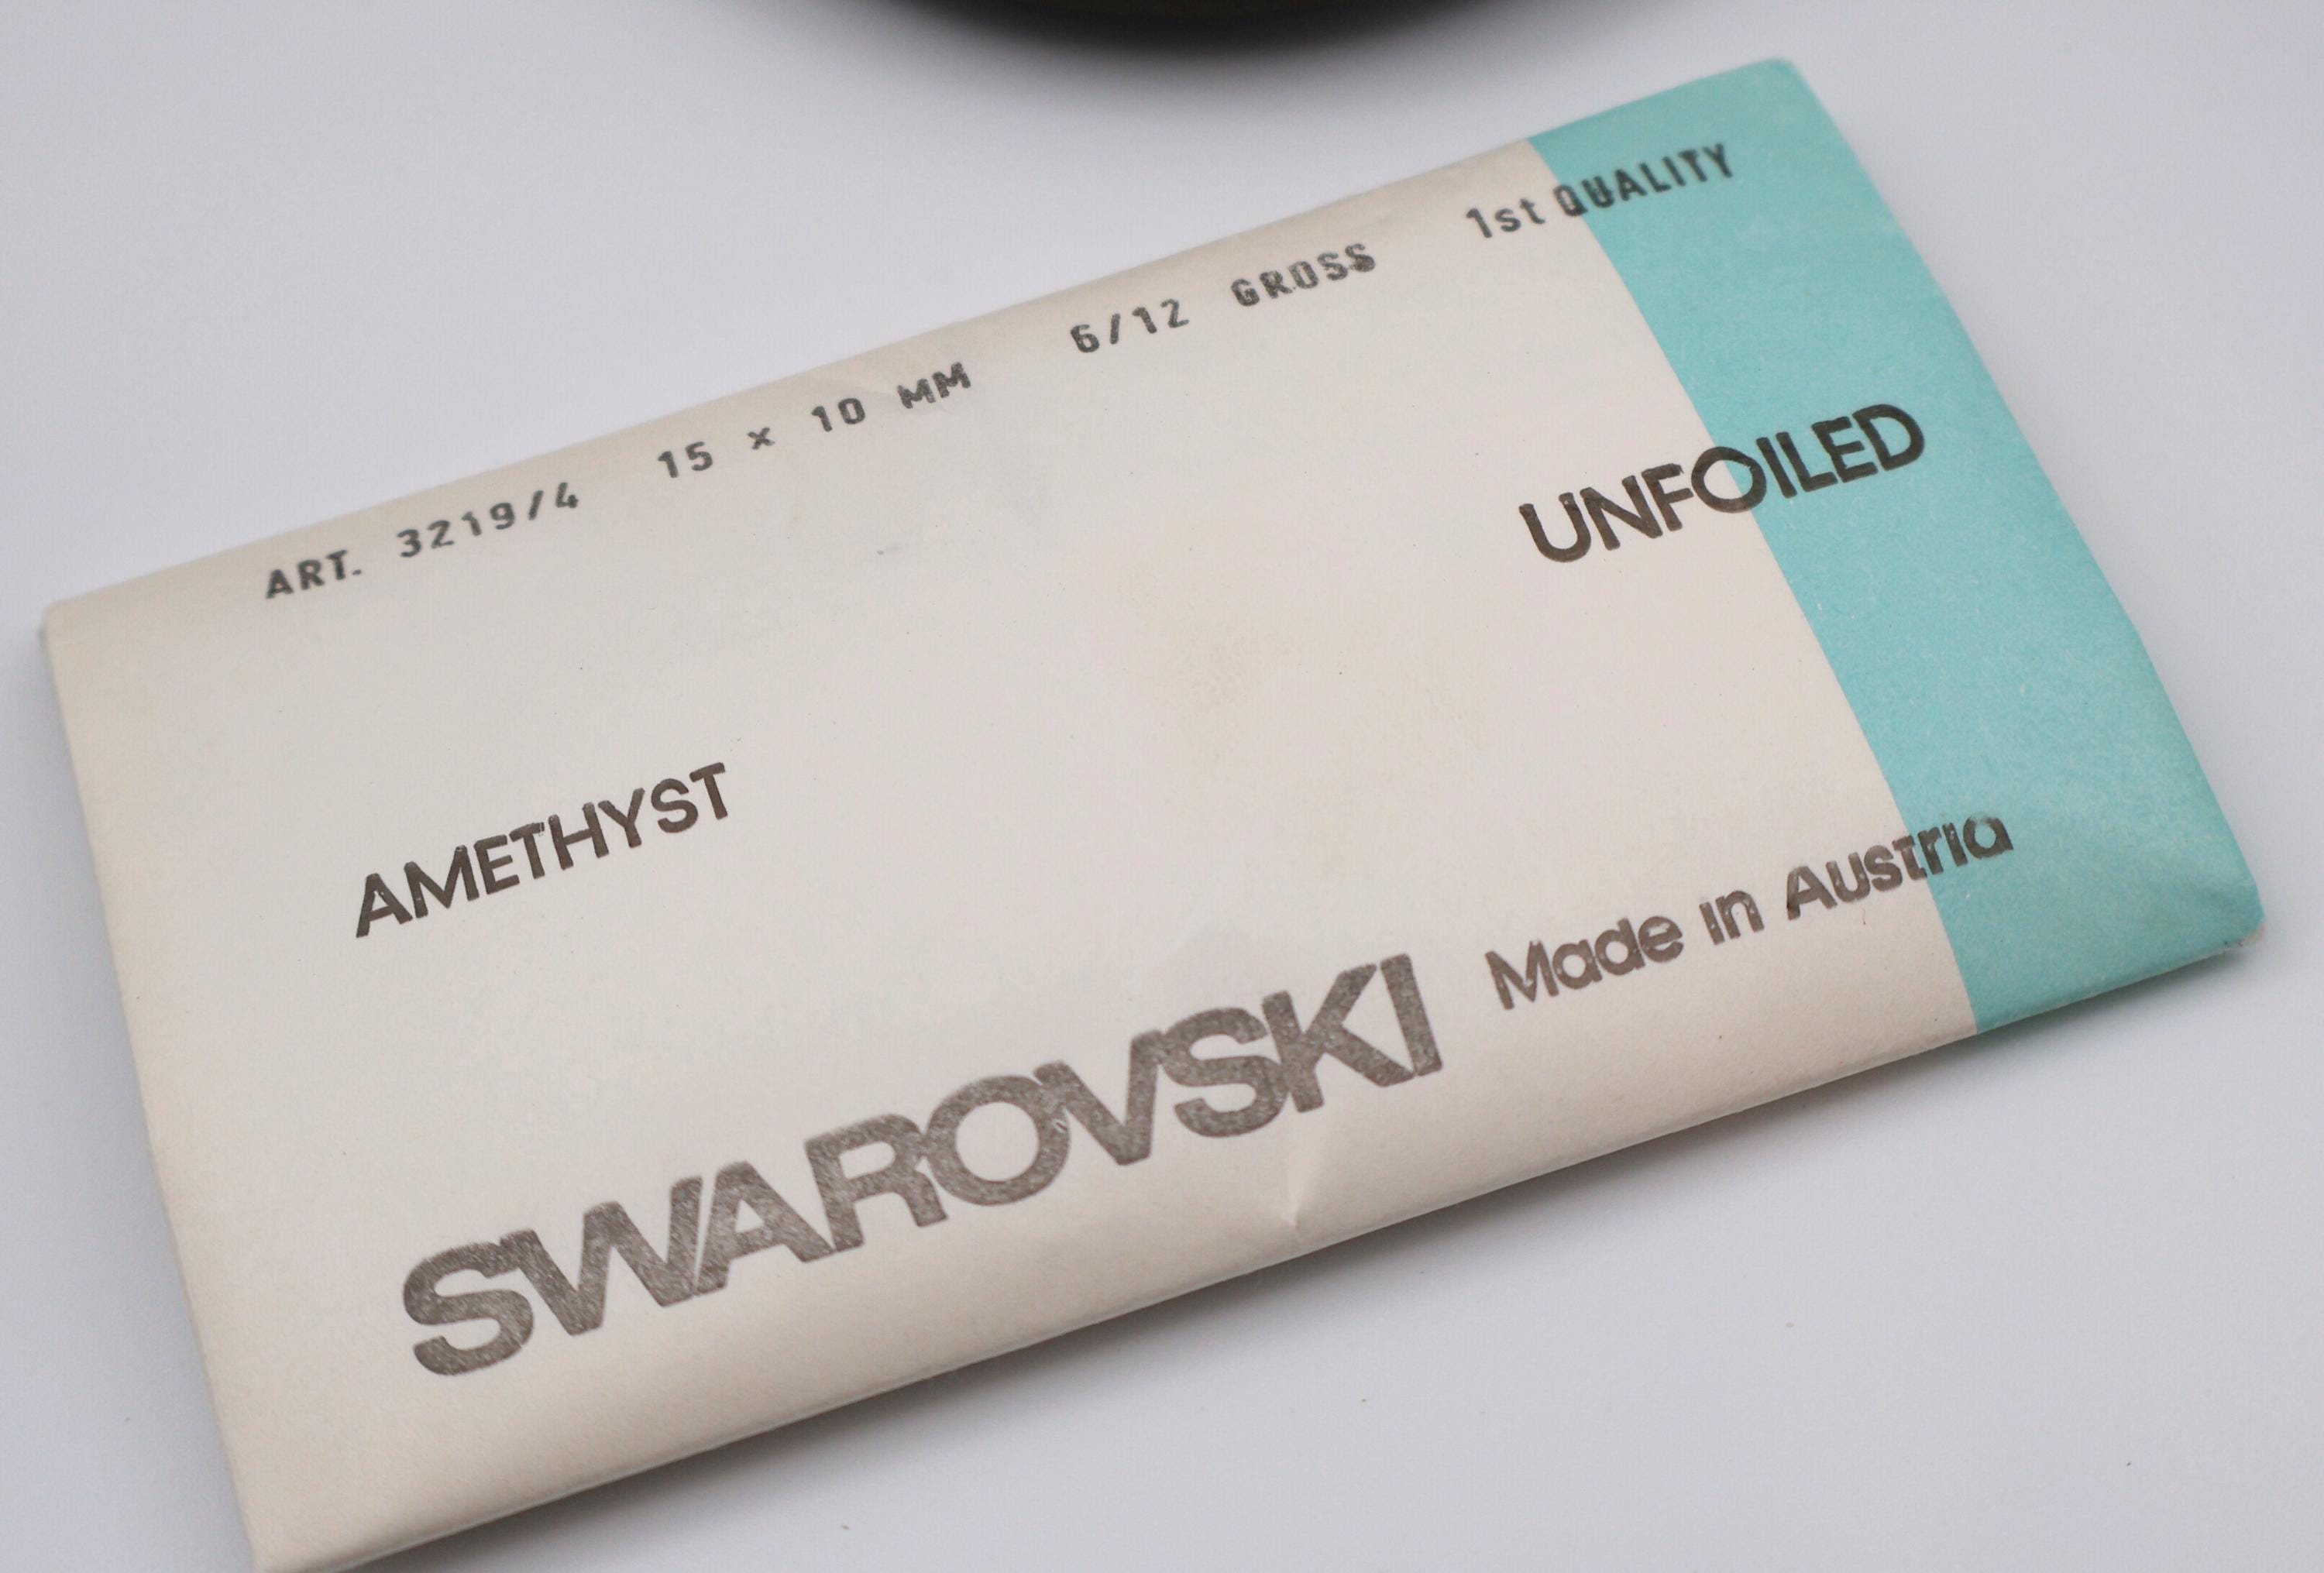 ART. 3219/4 15 x 10 MM 6/12 GROSS 1st QUALITY
UNFOILED
AMETHYST
SWAROVSKI Made in Austria